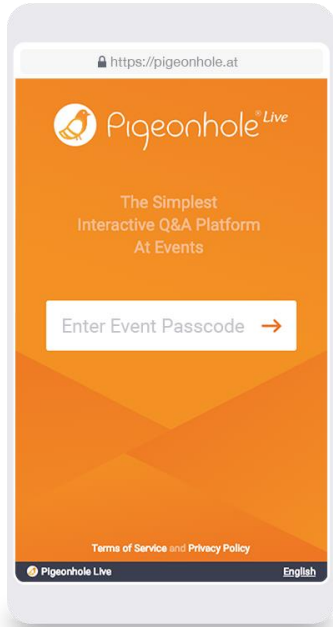 https://pigeonhole.at
Pigeonhole® Live
The Simplest
Interactive Q&A Platform
At Events
Enter Event Passcode →
Terms of Service and Privacy Policy
Pigeonhole Live English